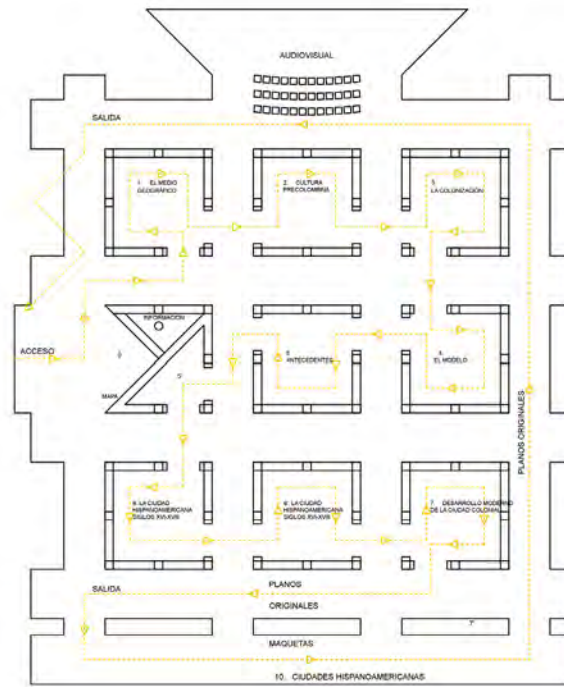 AUDIOVISUAL
SALIDA
1. EL MEDIO
GEOGRÁFICO
2. CULTURA
PRECOLOMBINA
3.
LA COLONIZACIÓN
INFORMACIÓN
ACCESO
MAPA
5'
5.
ANTECEDENTES
4.
EL MODELO
PLANOS ORIGINALES
LA CIUDAD
HISPANOAMERICANA
SIGLOS XVI-XVIII
LA CIUDAD
HISPANOAMERICANA
SIGLOS XVI-XVIII
7. DESARROLLO MODERNO
DE LA CIUDAD COLONIAL
SALIDA
PLANOS
ORIGINALES
7'
MAQUETAS
10. CIUDADES HISPANOAMERICANAS